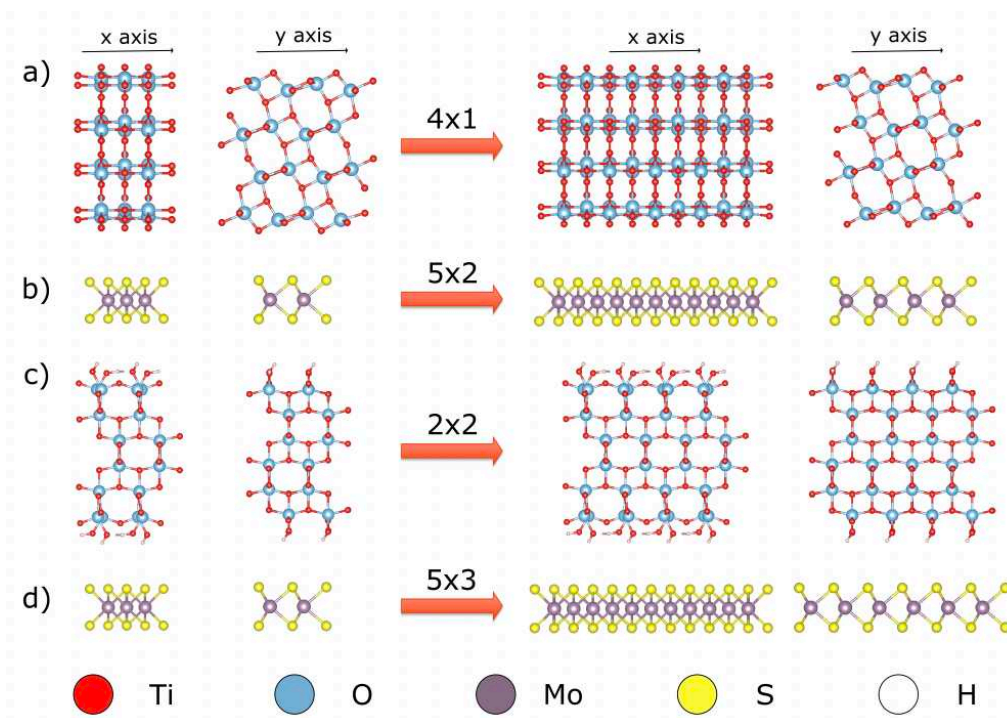 x axis y axis x axis y axis
a) 4x1
b) 5x2
c) 2x2
d) 5x3
Ti O Mo S H